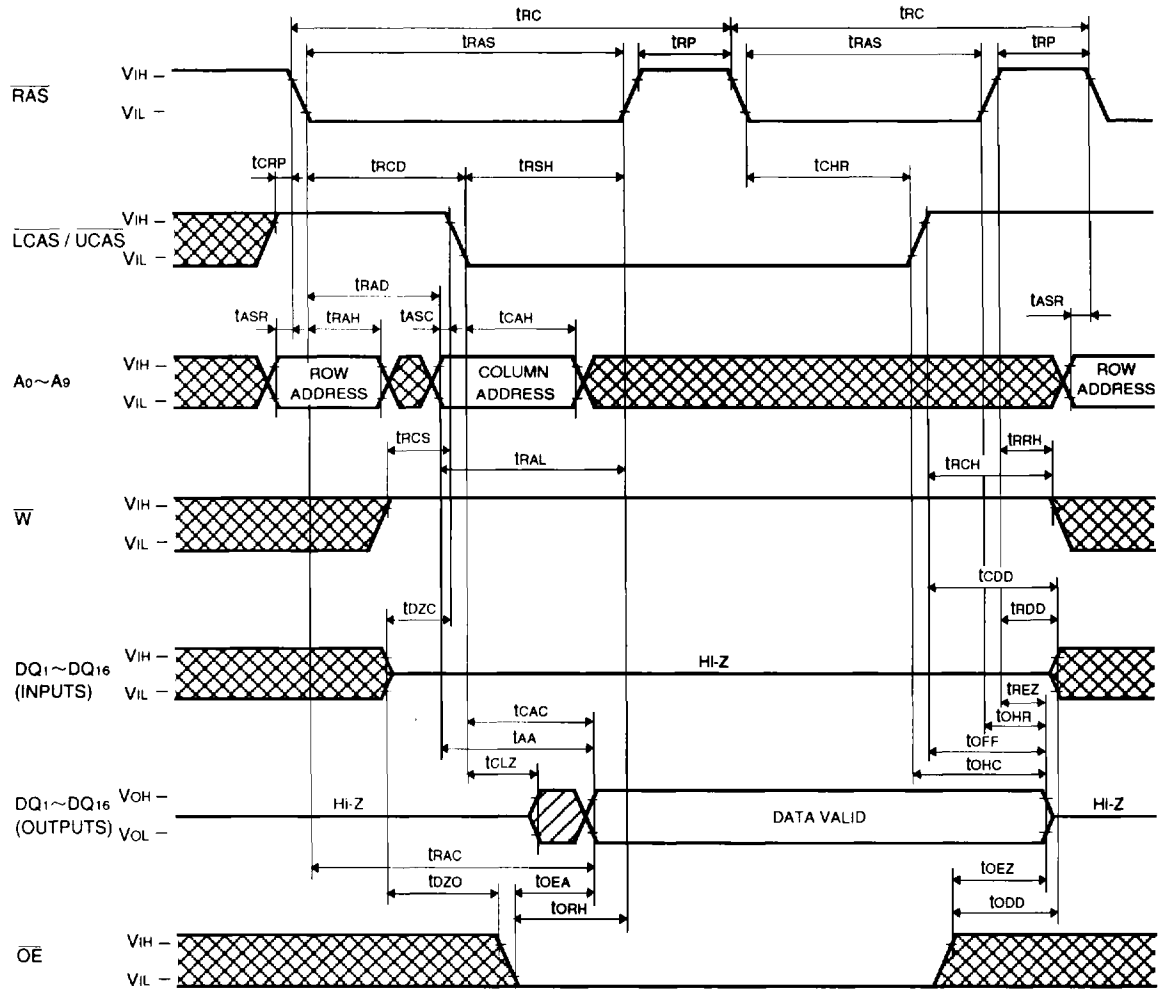 tRC tRC
tRAS tRP tRAS tRP
RAS
VIH
VIL
tCRP tRCD tRSH tCHR
LCAS / UCAS
VIH
VIL
tRAD
tASR tRAH tASC tCAH tASR
A0~A9
VIH
VIL
ROW ADDRESS
COLUMN ADDRESS
ROW ADDRESS
tRCS tRAL tRRH
tRCH
W
VIH
VIL
tCDD
tDZC tRDD
DQ1~DQ16
(INPUTS)
VIH
VIL
HI-Z
tREZ
tCAC tOHR
tAA tOFF
tCLZ tOHC
DQ1~DQ16
(OUTPUTS)
VOH
VOL
Hi-Z
DATA VALID
HI-Z
tRAC
tDZO tOEA tOEZ
tORH tODD
OE
VIH
VIL